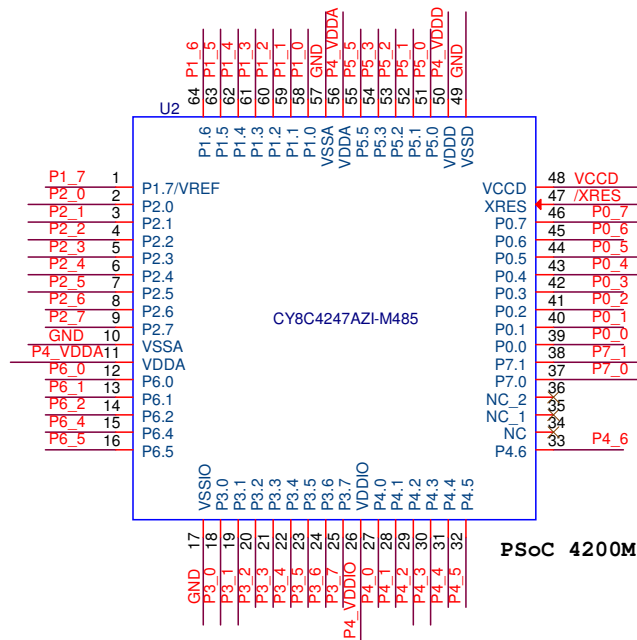 P1_6
P1_5
P1_4
P1_3
P1_2
P1_1
P1_0
GND
P4_VDDA
P5_5
P5_3
P5_2
P5_1
P5_0
P4_VDDD
GND
64
63
62
61
60
59
58
57
56
55
54
53
52
51
50
49
U2
P1.6
P1.5
P1.4
P1.3
P1.2
P1.1
P1.0
VSSA
VDDA
P5.5
P5.3
P5.2
P5.1
P5.0
VDDD
VSSD
P1_7 1 P1.7/VREF
P2_0 2 P2.0
P2_1 3 P2.1
P2_2 4 P2.2
P2_3 5 P2.3
P2_4 6 P2.4
P2_5 7 P2.5
P2_6 8 P2.6
P2_7 9 P2.7
GND 10 VSSA
P4_VDDA 11 VDDA
P6_0 12 P6.0
P6_1 13 P6.1
P6_2 14 P6.2
P6_4 15 P6.4
P6_5 16 P6.5
CY8C4247AZI-M485
VCCD 48 VCCD
XRES 47 /XRES
P0.7 46 P0_7
P0.6 45 P0_6
P0.5 44 P0_5
P0.4 43 P0_4
P0.3 42 P0_3
P0.2 41 P0_2
P0.1 40 P0_1
P0.0 39 P0_0
P7.1 38 P7_1
P7.0 37 P7_0
NC_2 36
NC_1 35
NC 34
P4.6 33 P4_6
VSSIO
P3.0
P3.1
P3.2
P3.3
P3.4
P3.5
P3.6
P3.7
VDDIO
P4.0
P4.1
P4.2
P4.3
P4.4
P4.5
17
18
19
20
21
22
23
24
25
26
27
28
29
30
31
32
GND
P3_0
P3_1
P3_2
P3_3
P3_4
P3_5
P3_6
P3_7
P4_VDDIO
P4_0
P4_1
P4_2
P4_3
P4_4
P4_5
PSoC 4200M